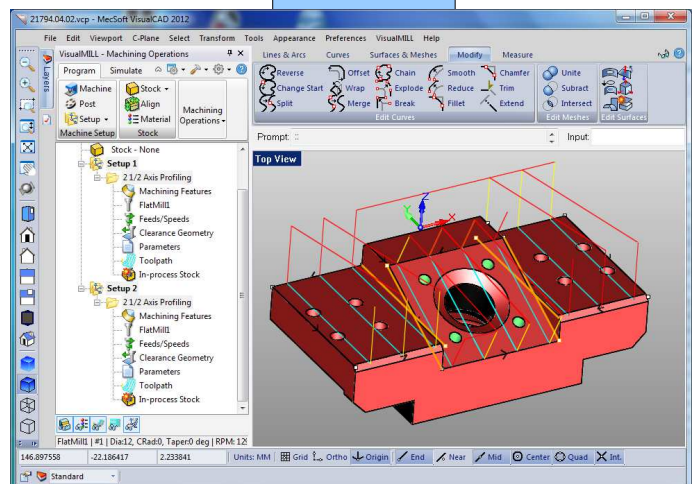 21794.04.02.vcp - MecSoft VisualCAD 2012
File Edit Viewport C-Plane Select Transform Tools Appearance Preferences VisualMILL Help
VisualMILL - Machining Operations
Program Simulate
Machine
Post
Setup
Machine Setup
Stock
Align
Material
Stock
Machining
Operations
Layers
Lines & Arcs Curves Surfaces & Meshes Modify Measure
Reverse Offset Chain Smooth Chamfer
Change Start Wrap Explode Reduce Trim
Split Merge Break Fillet Extend
Edit Curves
Unite
Subtract
Intersect
Edit Meshes
Edit Surfaces
Prompt: :: Input:
Stock - None
Setup 1
2 1/2 Axis Profiling
Machining Features
FlatMill1
Feeds/Speeds
Clearance Geometry
Parameters
Toolpath
In-process Stock
Setup 2
2 1/2 Axis Profiling
Machining Features
FlatMill1
Feeds/Speeds
Clearance Geometry
Parameters
Toolpath
In-process Stock
Top View
Z
Y
X
FlatMill1 | #1 | Dia:12, CRad:0, Taper:0 deg | RPM: 12
146.897558 -22.186417 2.233841 Units: MM Grid Ortho Origin End Near Mid Center Quad Int.
Standard